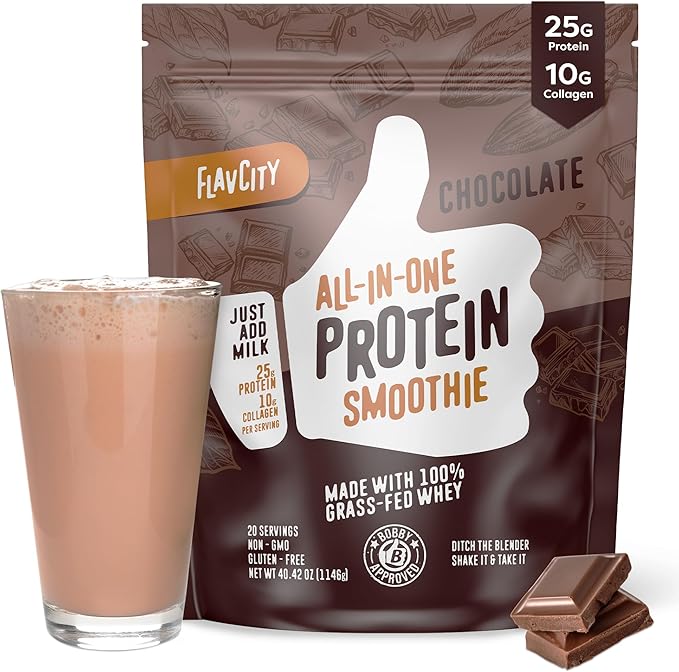 25G
Protein
10G
Collagen
FLAVCITY
CHOCOLATE
ALL-IN-ONE
PROTEIN
SMOOTHIE
JUST
ADD
MILK
25g
PROTEIN
10g
COLLAGEN
PER SERVING
MADE WITH 100%
GRASS-FED WHEY
20 SERVINGS
NON - GMO
GLUTEN - FREE
NET WT 40.42 OZ (1146g)
BOBBY
B
APPROVED
DITCH THE BLENDER
SHAKE IT & TAKE IT